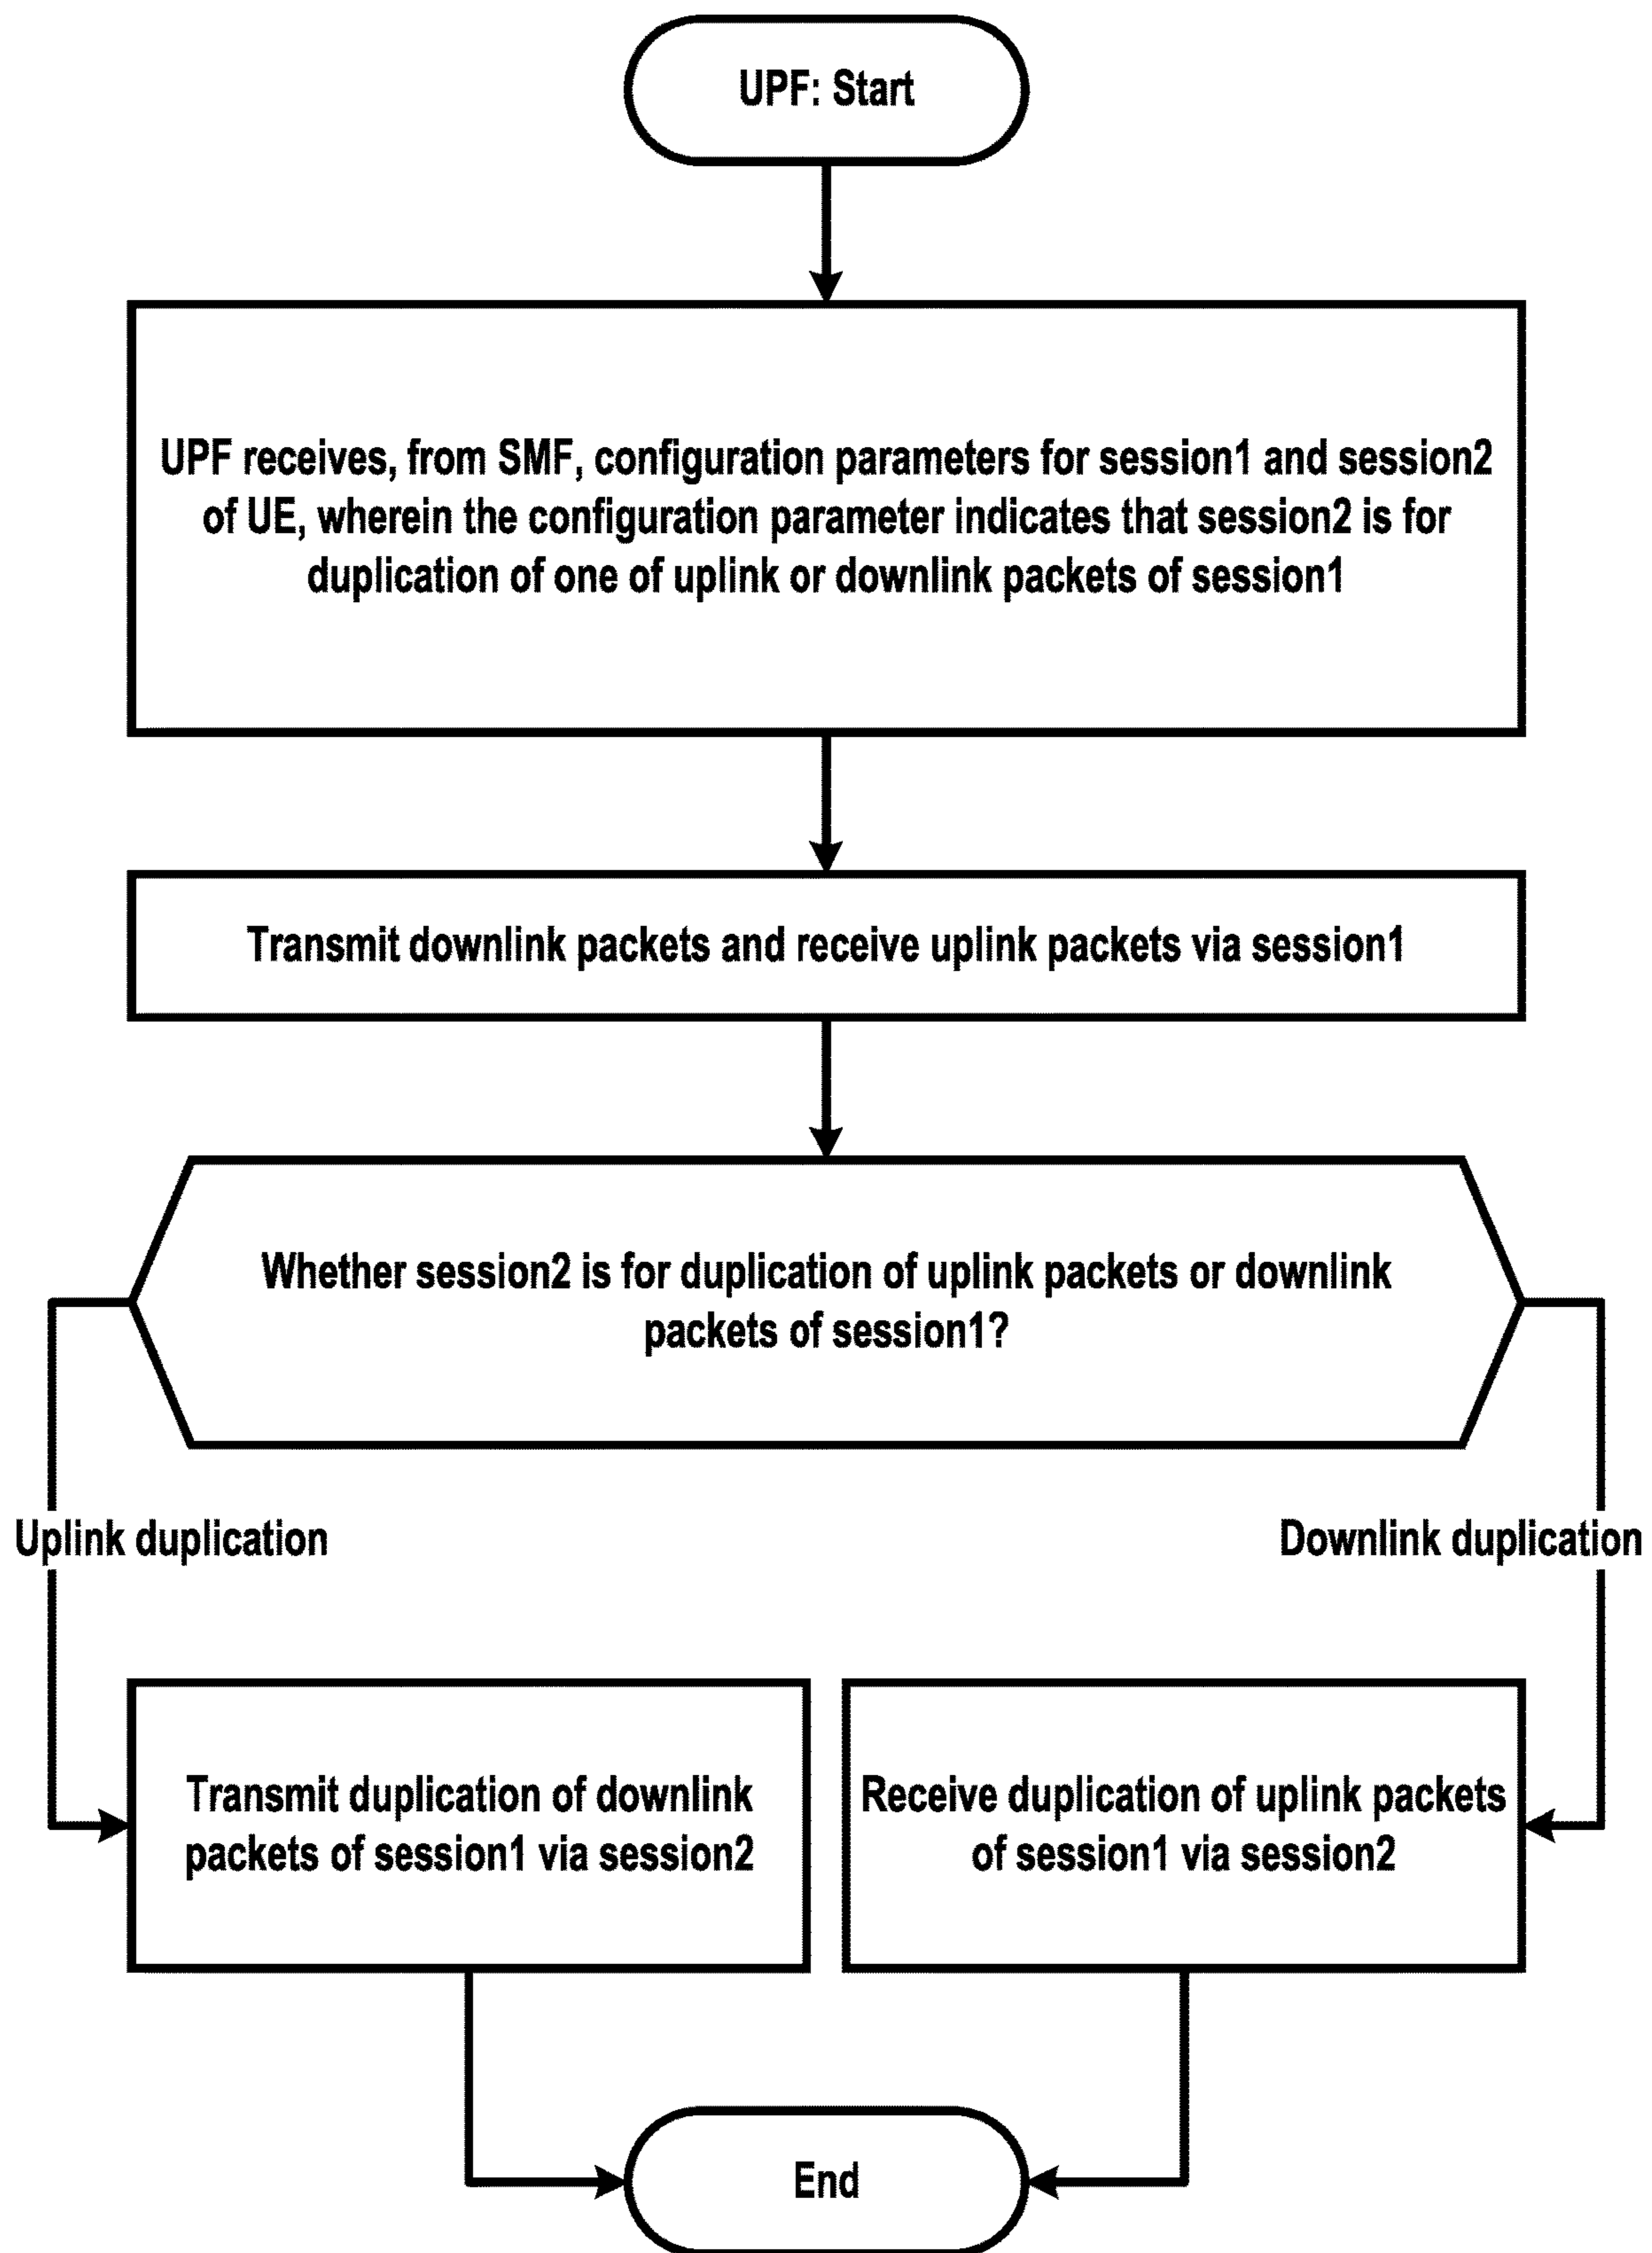 UPF: Start
UPF receives, from SMF, configuration parameters for session1 and session2
of UE, wherein the configuration parameter indicates that session2 is for
duplication of one of uplink or downlink packets of session1
Transmit downlink packets and receive uplink packets via session1
Whether session2 is for duplication of uplink packets or downlink
packets of session1?
Uplink duplication
Downlink duplication
Transmit duplication of downlink
packets of session1 via session2
Receive duplication of uplink packets
of session1 via session2
End